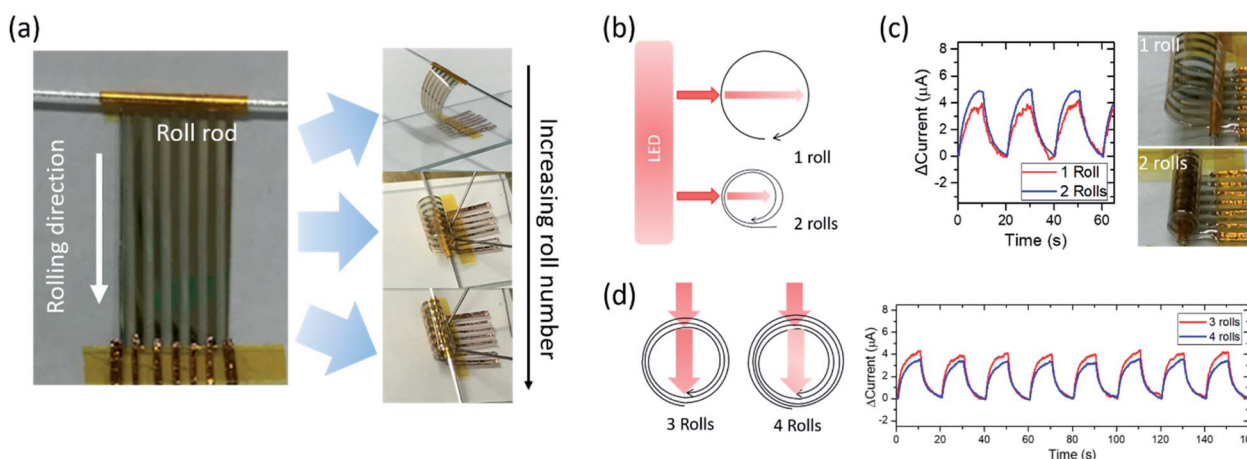 (a)
Roll rod
Rolling direction
Increasing roll number
(b)
LED
1 roll
2 rolls
(c)
ΔCurrent (μA)
8
6
4
2
0
-2
1 Roll
2 Rolls
0 20 40 60
Time (s)
1 roll
2 rolls
(d)
3 Rolls
4 Rolls
ΔCurrent (μA)
8
6
4
2
0
-2
3 rolls
4 rolls
0 20 40 60 80 100 120 140
Time (s)